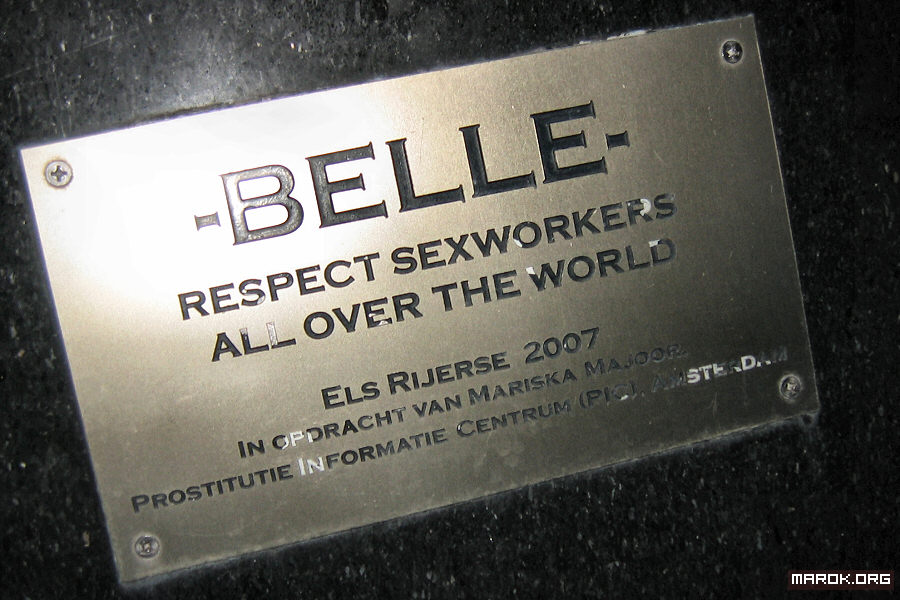 -BELLE-
RESPECT SEXWORKERS
ALL OVER THE WORLD
ELS RIJERSE 2007
IN OPDRACHT VAN MARISKA MAJOOR,
PROSTITUTIE INFORMATIE CENTRUM (PIC), AMSTERDAM
MAROK.ORG